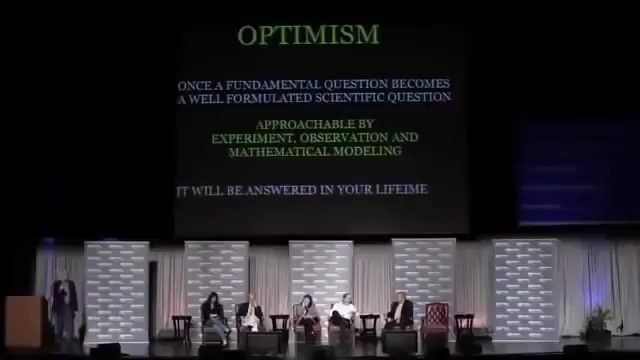 OPTIMISM
ONCE A FUNDAMENTAL QUESTION BECOMES
A WELL FORMULATED SCIENTIFIC QUESTION
APPROACHABLE BY
EXPERIMENT, OBSERVATION AND
MATHEMATICAL MODELING
IT WILL BE ANSWERED IN YOUR LIFEIME